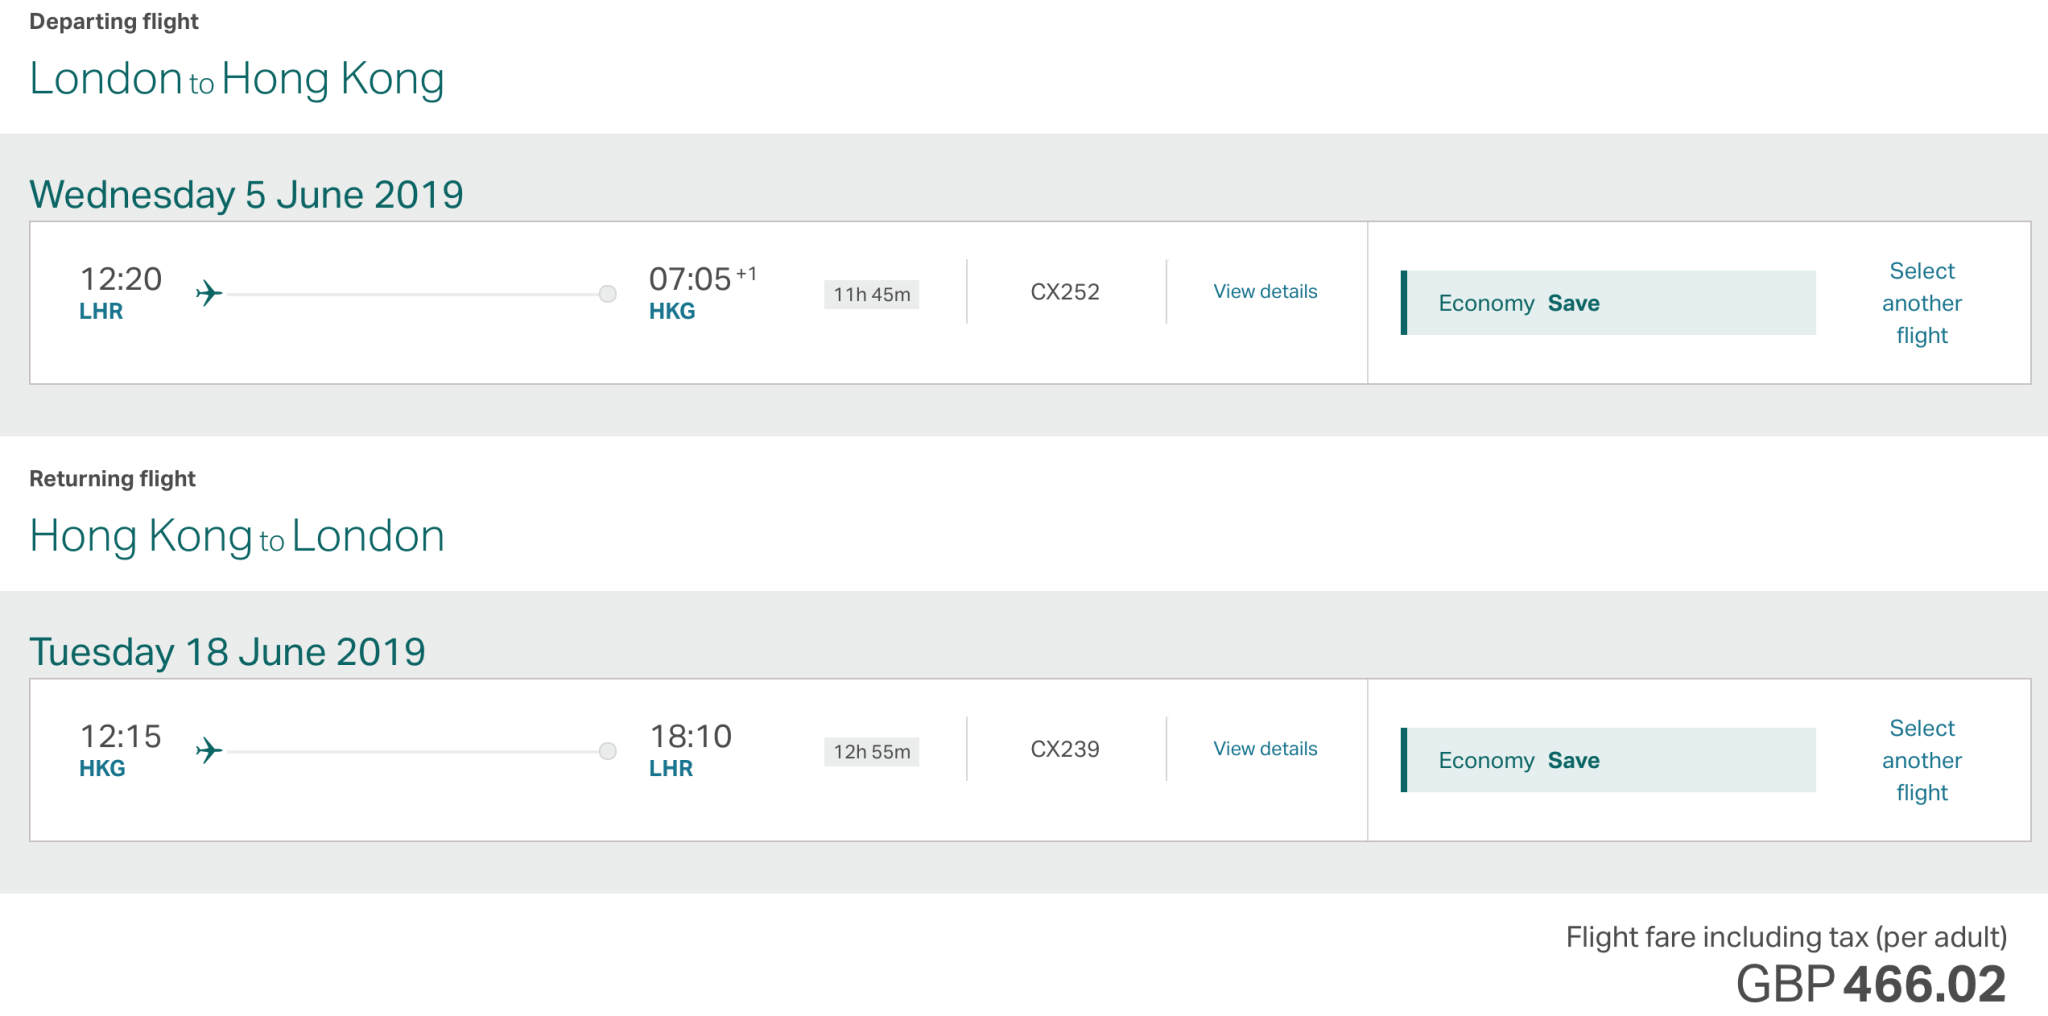 Departing flight
London to Hong Kong
Wednesday 5 June 2019
12:20
LHR
07:05 +1
HKG
11h 45m
CX252
View details
Economy Save
Select
another
flight
Returning flight
Hong Kong to London
Tuesday 18 June 2019
12:15
HKG
18:10
LHR
12h 55m
CX239
View details
Economy Save
Select
another
flight
Flight fare including tax (per adult)
GBP 466.02